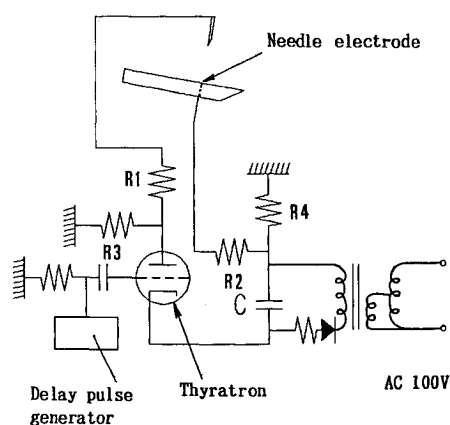 Needle electrode
R1
R4
R3
R2
C
Delay pulse
generator
Thyratron
AC 100V